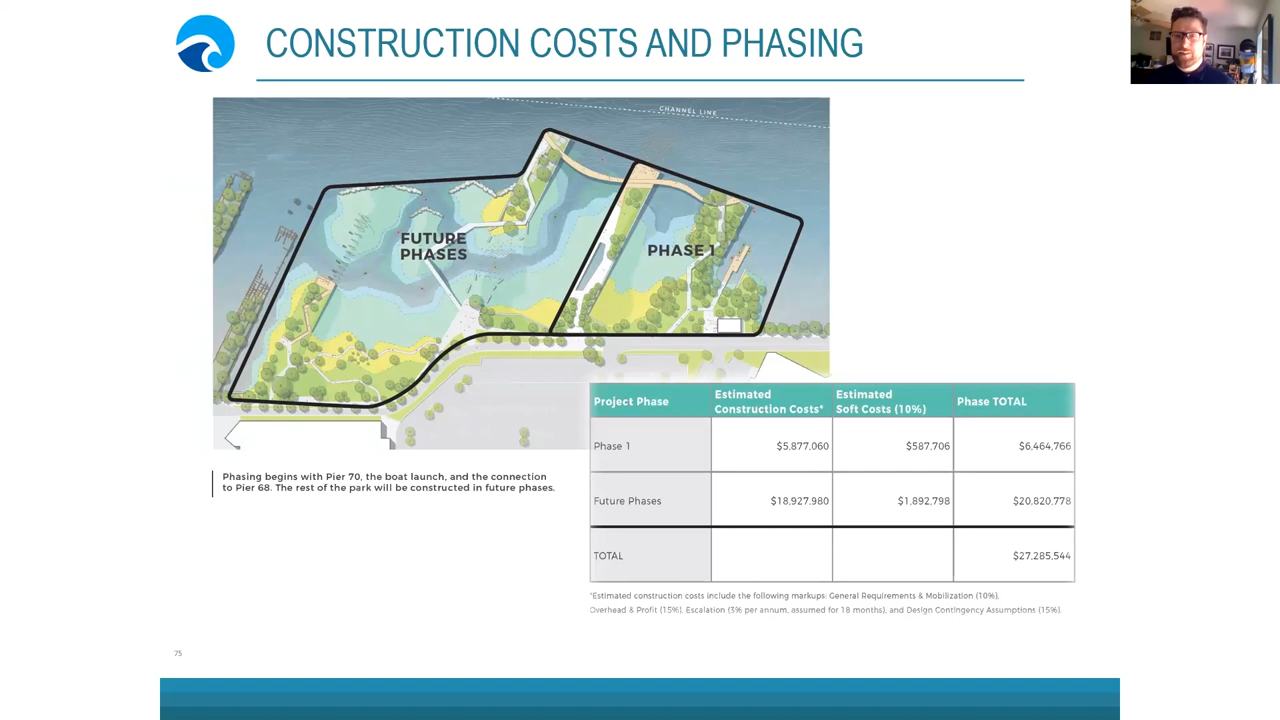 CONSTRUCTION COSTS AND PHASING
CHANNEL LINE
FUTURE
PHASES
PHASE 1
Project Phase
Estimated
Construction Costs*
Estimated
Soft Costs (10%)
Phase TOTAL
Phase 1
$5,877,060
$587,706
$6,464,766
Future Phases
$18,927,980
$1,892,798
$20,820,778
TOTAL
$27,285,544
Phasing begins with Pier 70, the boat launch, and the connection
to Pier 68. The rest of the park will be constructed in future phases.
*Estimated construction costs include the following markups: General Requirements & Mobilization (10%),
Overhead & Profit (15%), Escalation (3% per annum, assumed for 18 months), and Design Contingency Assumptions (15%).
75